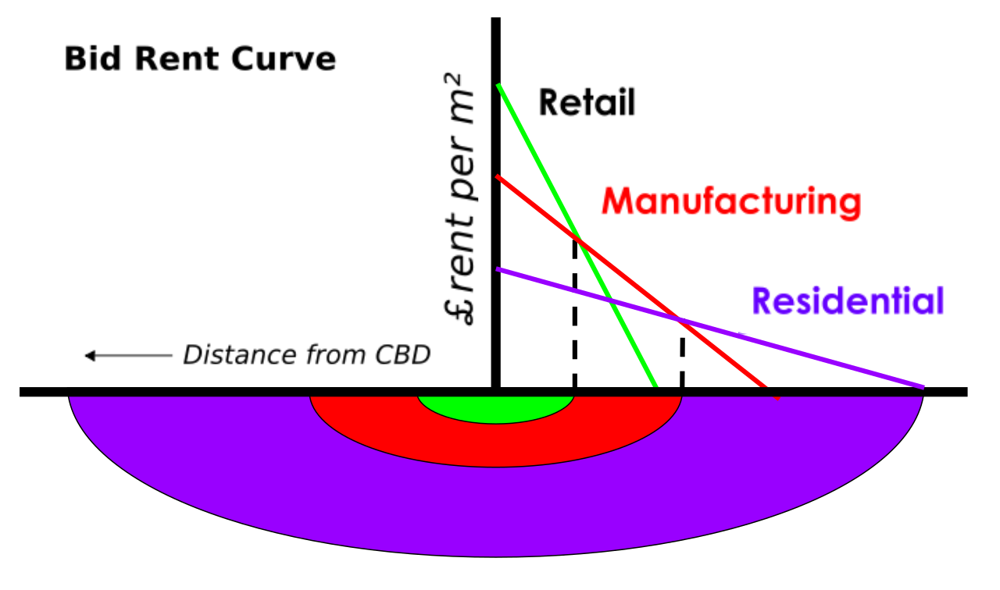 Bid Rent Curve
£rent per m²
Retail
Manufacturing
Residential
Distance from CBD